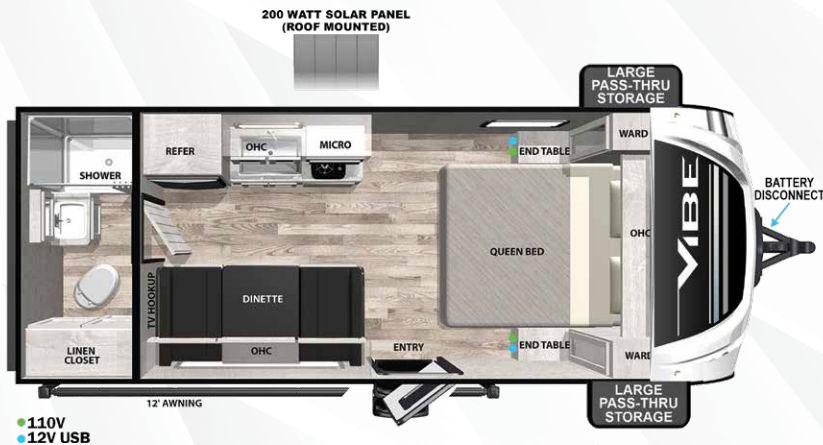 200 WATT SOLAR PANEL
(ROOF MOUNTED)
LARGE
PASS-THRU
STORAGE
REFER
OHC
MICRO
END TABLE
WARD
SHOWER
BATTERY
DISCONNECT
VIBE
OHC
QUEEN BED
TV HOOKUP
DINETTE
LINEN
CLOSET
OHC
ENTRY
END TABLE
WARD
12' AWNING
LARGE
PASS-THRU
STORAGE
110V
12V USB